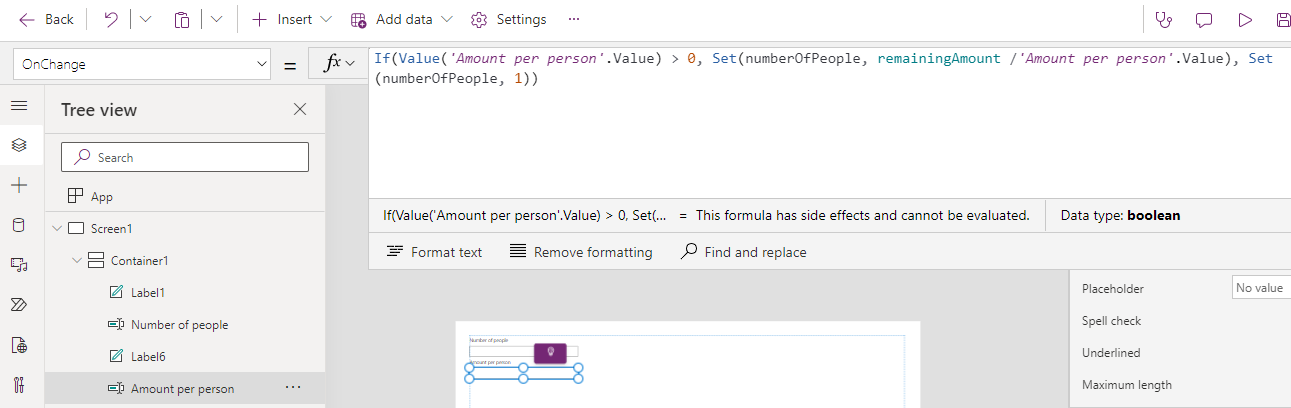 Back
Insert
Add data
Settings
OnChange
=
fx
If(Value('Amount per person'.Value) > 0, Set(numberOfPeople, remainingAmount /'Amount per person'.Value), Set
(numberOfPeople, 1))
Tree view
Search
App
Screen1
Container1
Label1
Number of people
Label6
Amount per person
If(Value('Amount per person'.Value) > 0, Set(... = This formula has side effects and cannot be evaluated.
Data type: boolean
Format text
Remove formatting
Find and replace
Placeholder
No value
Spell check
Underlined
Maximum length
Number of people
Amount per person